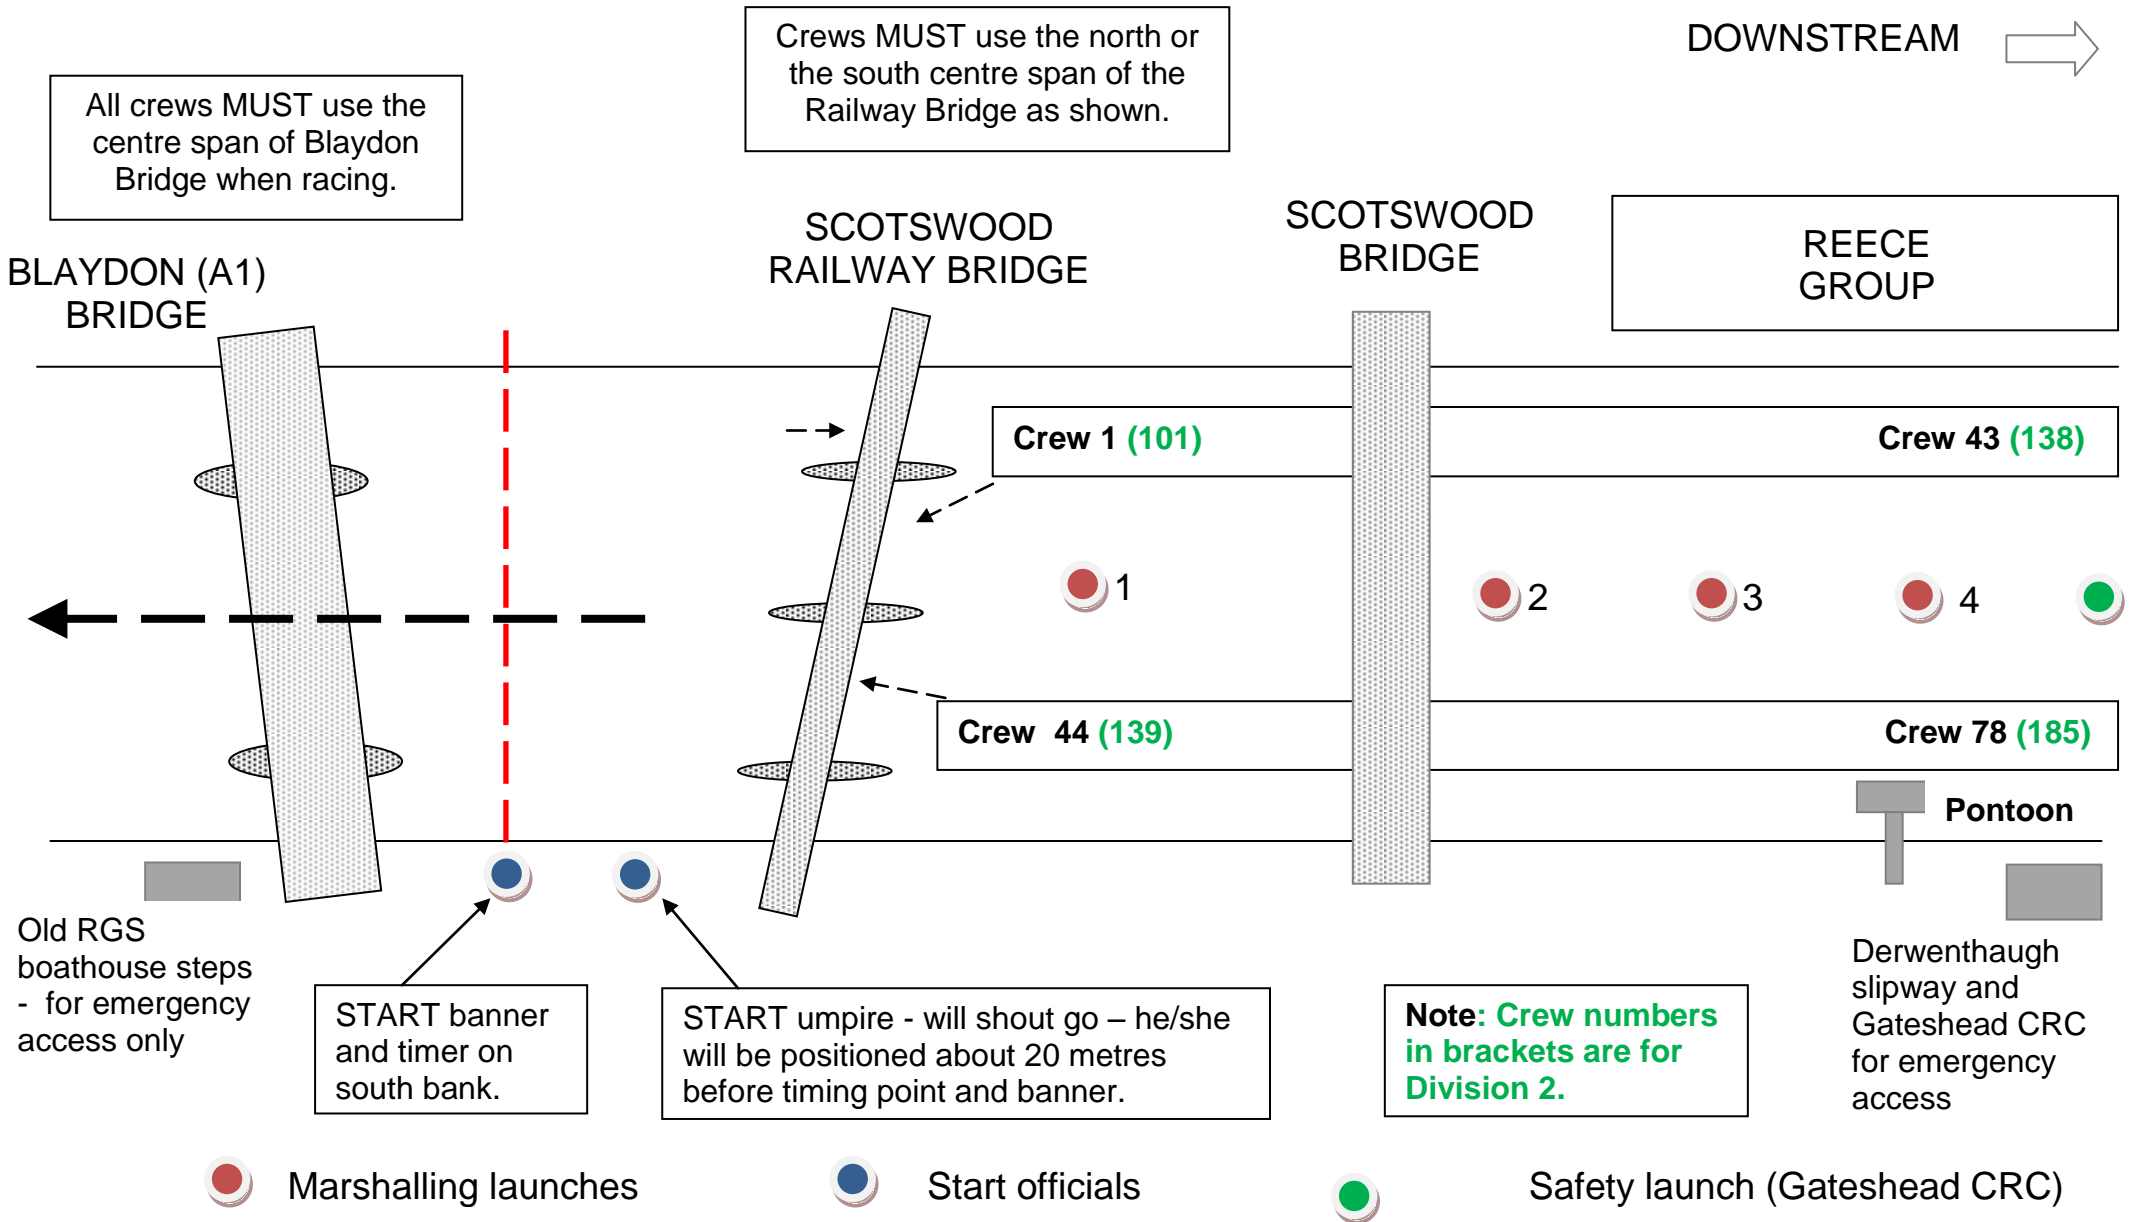 Crews MUST use the north or
the south centre span of the
Railway Bridge as shown.
DOWNSTREAM
All crews MUST use the
centre span of Blaydon
Bridge when racing.
BLAYDON (A1)
BRIDGE
SCOTSWOOD
RAILWAY BRIDGE
SCOTSWOOD
BRIDGE
REECE
GROUP
Crew 1 (101)
Crew 43 (138)
1
2
3
4
Crew  44 (139)
Crew 78 (185)
Pontoon
Old RGS
boathouse steps
-  for emergency
access only
START banner
and timer on
south bank.
START umpire - will shout go – he/she
will be positioned about 20 metres
before timing point and banner.
Note: Crew numbers
in brackets are for
Division 2.
Derwenthaugh
slipway and
Gateshead CRC
for emergency
access
Marshalling launches
Start officials
Safety launch (Gateshead CRC)